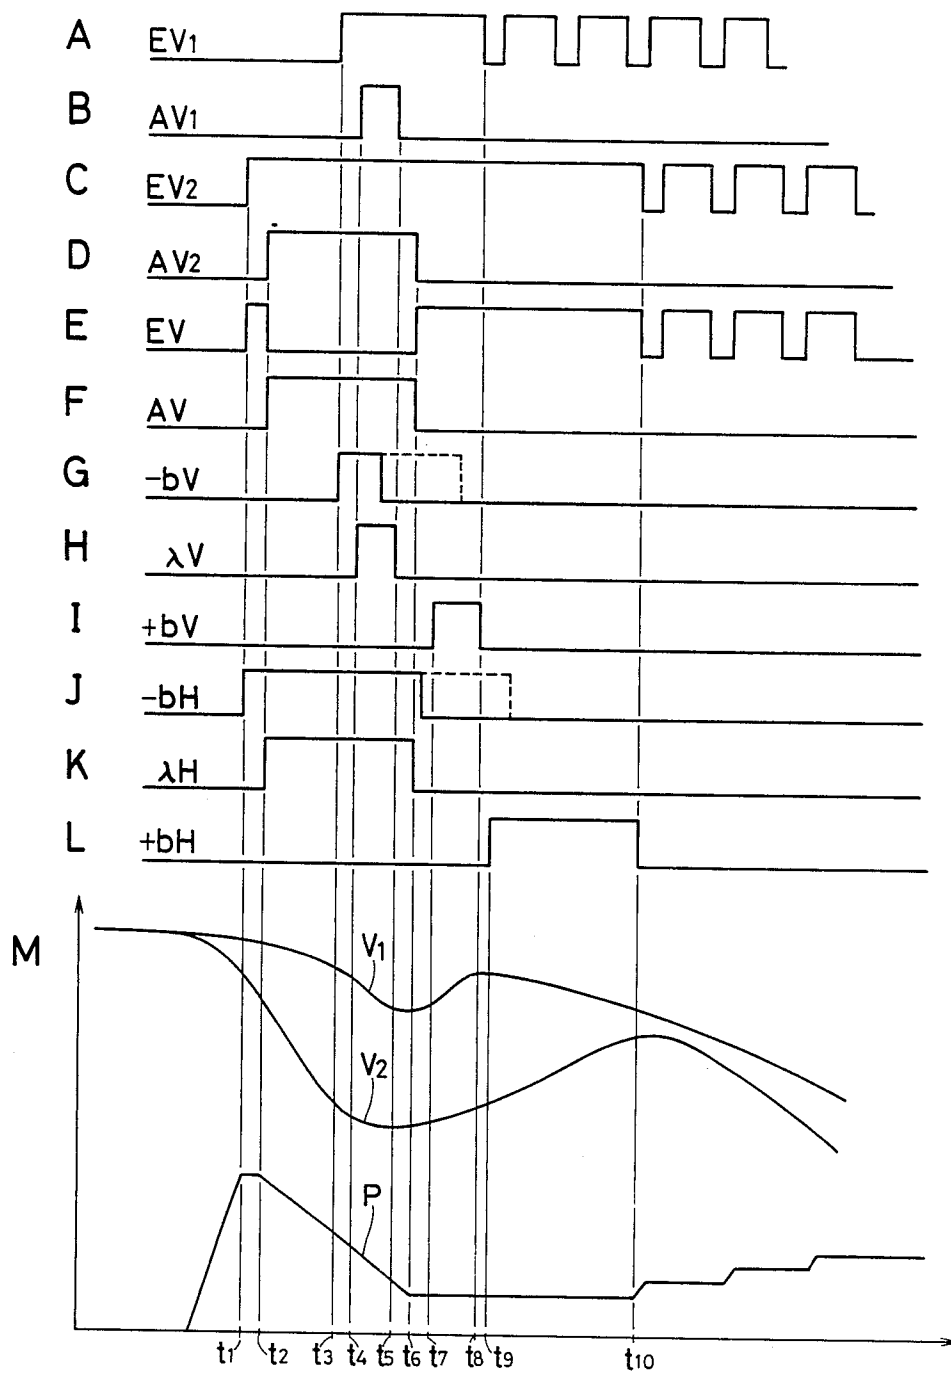 A EV1
B AV1
C EV2
D AV2
E EV
F AV
G -bV
H λV
I +bV
J -bH
K λH
L +bH
M
V1
V2
P
t1 t2 t3 t4 t5 t6 t7 t8 t9 t10